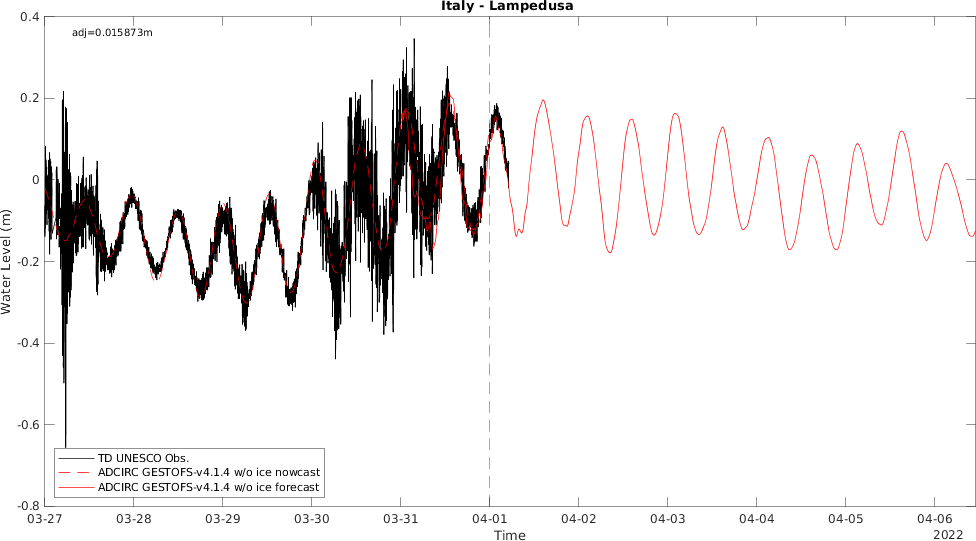 Italy - Lampedusa
adj=0.015873m
0.4
0.2
0
-0.2
-0.4
-0.6
-0.8
Water Level (m)
TD UNESCO Obs.
ADCIRC GESTOFS-v4.1.4 w/o ice nowcast
ADCIRC GESTOFS-v4.1.4 w/o ice forecast
03-27 03-28 03-29 03-30 03-31 04-01 04-02 04-03 04-04 04-05 04-06
Time
2022